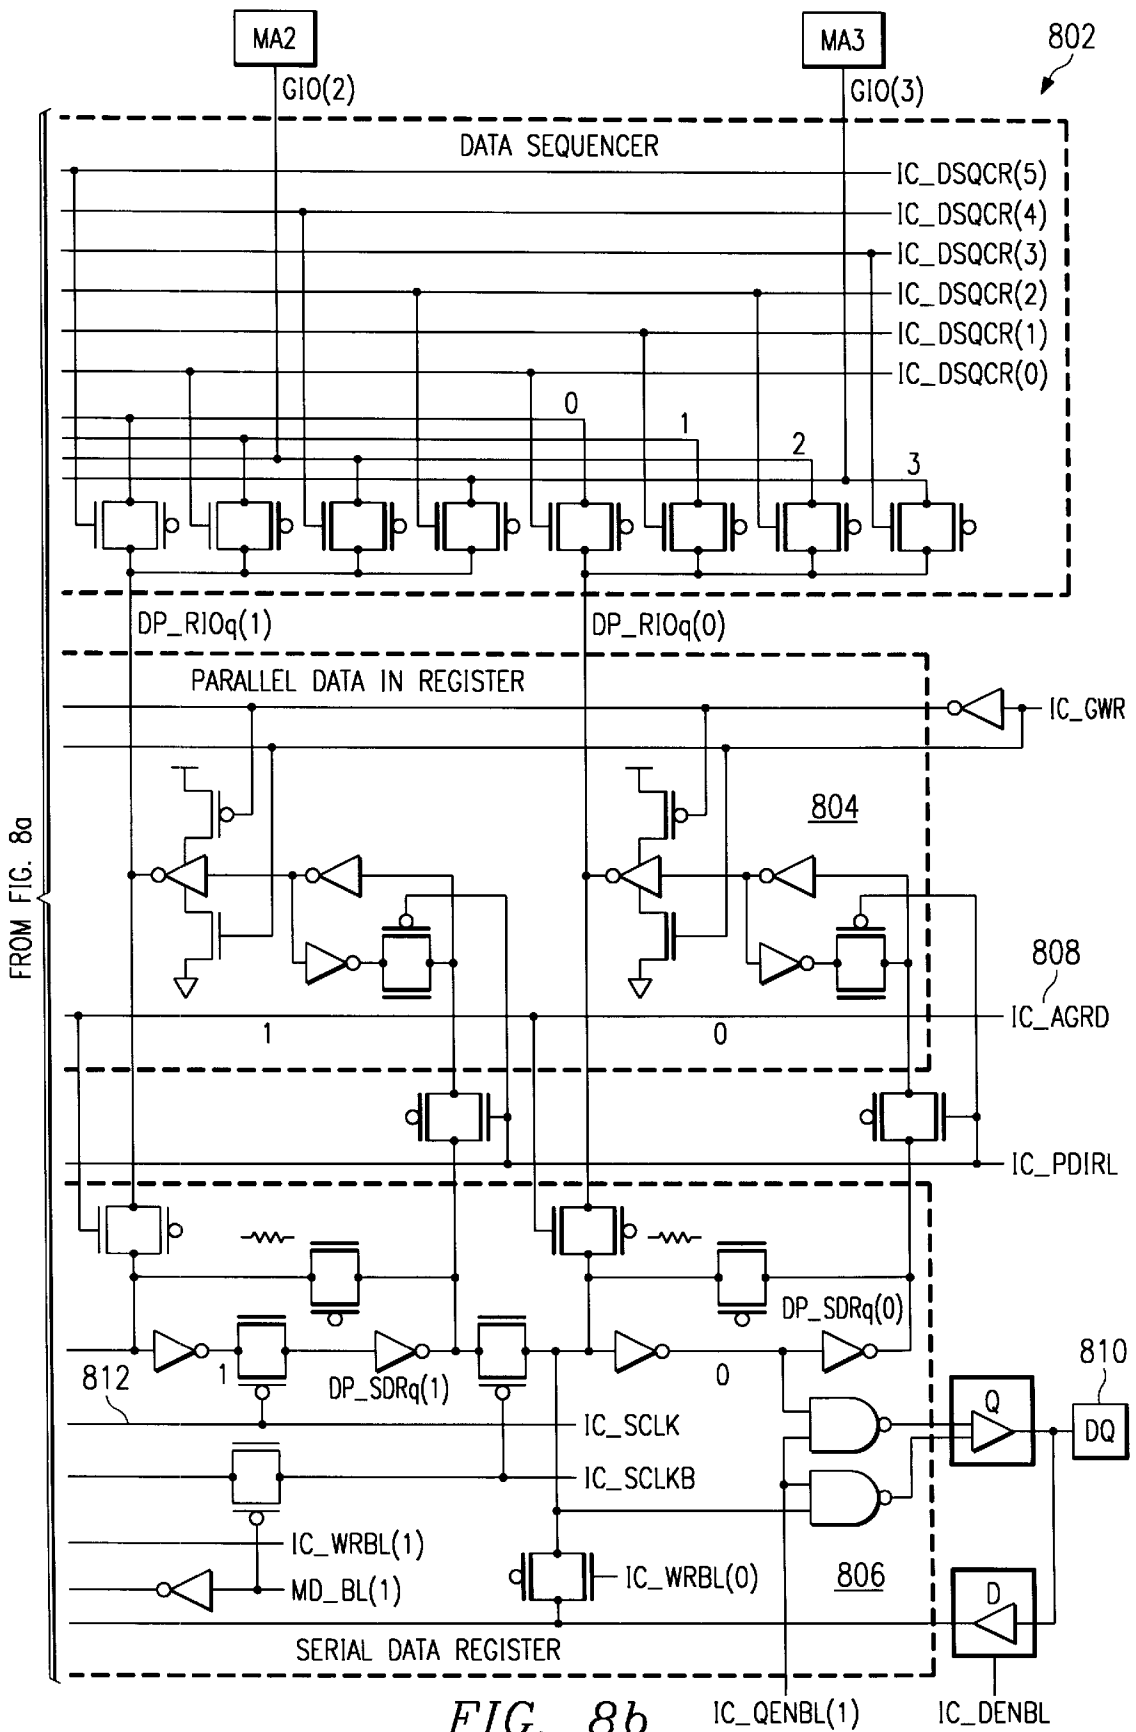 MA2
MA3
802
GIO(2)
GIO(3)
DATA SEQUENCER
IC_DSQCR(5)
IC_DSQCR(4)
IC_DSQCR(3)
IC_DSQCR(2)
IC_DSQCR(1)
IC_DSQCR(0)
0
1
2
3
DP_RIOq(1)
DP_RIOq(0)
PARALLEL DATA IN REGISTER
IC_GWR
804
FROM FIG. 8a
808
IC_AGRD
1
0
IC_PDIRL
DP_SDRq(0)
812
1
DP_SDRq(1)
0
810
Q
DQ
IC_SCLK
IC_SCLKB
IC_WRBL(1)
IC_WRBL(0)
MD_BL(1)
806
D
SERIAL DATA REGISTER
IC_QENBL(1)
IC_DENBL
FIG. 8b